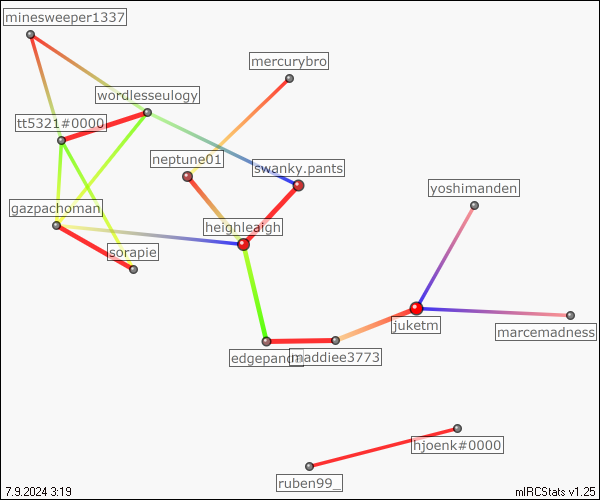 minesweeper1337
mercurybro
wordlesseulogy
tt5321#0000
neptune01
swanky.pants
yoshimanden
gazpachoman
heighleaigh
sorapie
juketm
marcemadness
maddiee3773
hjoenk#0000
ruben99_
7.9.2024 3:19
mIRCStats v1.25